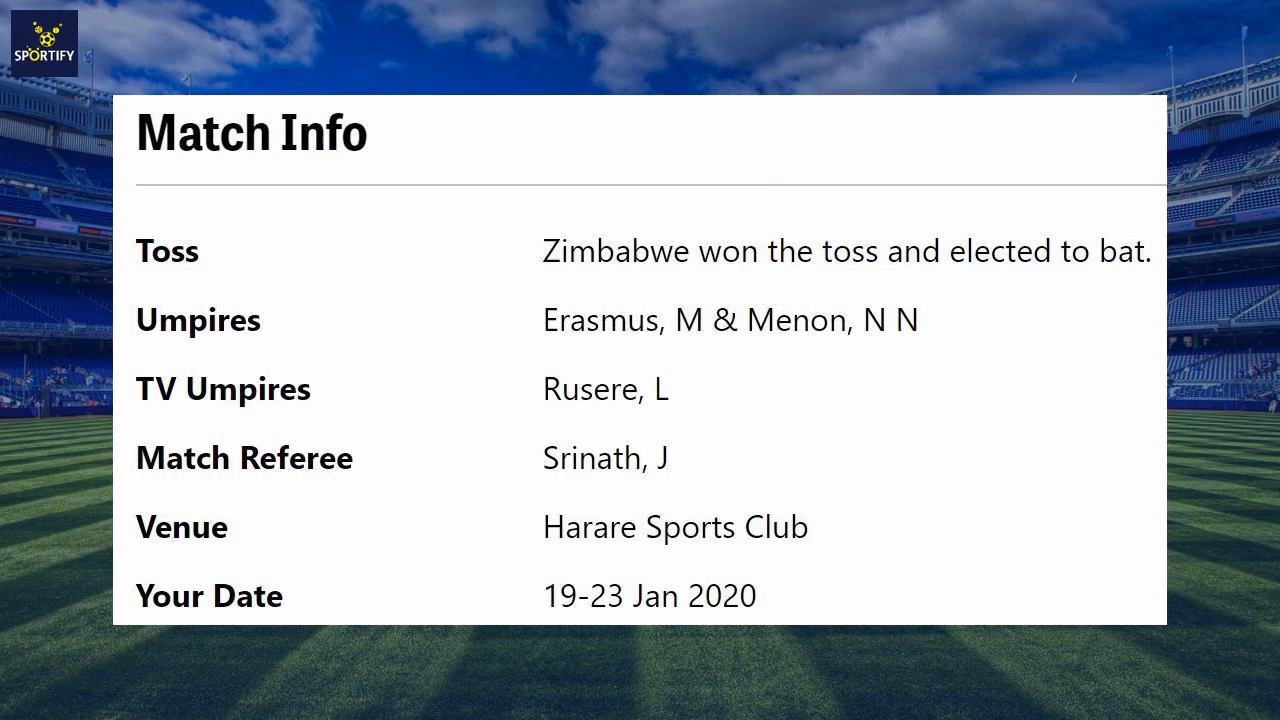 SPORTIFY
Match Info
Toss Zimbabwe won the toss and elected to bat.
Umpires Erasmus, M & Menon, N N
TV Umpires Rusere, L
Match Referee Srinath, J
Venue Harare Sports Club
Your Date 19-23 Jan 2020